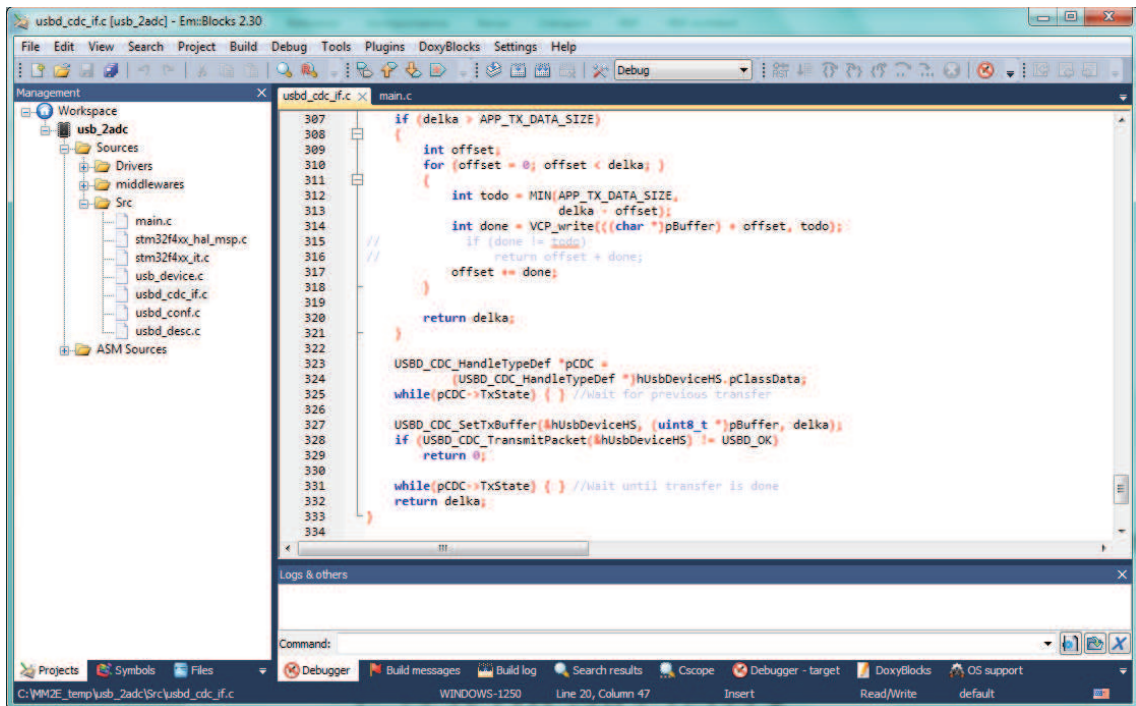 usbd_cdc_if.c [usb_2adc] - Em::Blocks 2.30
File Edit View Search Project Build Debug Tools Plugins DoxyBlocks Settings Help
Debug
Management
usbd_cdc_if.c main.c
Workspace
usb_2adc
Sources
Drivers
middlewares
Src
main.c
stm32f4xx_hal_msp.c
stm32f4xx_it.c
usb_device.c
usbd_cdc_if.c
usbd_conf.c
usbd_desc.c
ASM Sources
307 if (delka > APP_TX_DATA_SIZE)
308 {
309 int offset;
310 for (offset = 0; offset < delka; )
311 {
312 int todo = MIN(APP_TX_DATA_SIZE,
313 delka - offset);
314 int done = VCP_write(((char *)pBuffer) + offset, todo);
315 // if (done != todo)
316 // return offset + done;
317 offset += done;
318 }
319
320 return delka;
321 }
322
323 USBD_CDC_HandleTypeDef *pCDC =
324 (USBD_CDC_HandleTypeDef *)hUsbDeviceHS.pClassData;
325 while(pCDC->TxState) { } //Wait for previous transfer
326
327 USBD_CDC_SetTxBuffer(&hUsbDeviceHS, (uint8_t *)pBuffer, delka);
328 if (USBD_CDC_TransmitPacket(&hUsbDeviceHS) != USBD_OK)
329 return 0;
330
331 while(pCDC->TxState) { } //Wait until transfer is done
332 return delka;
333 }
334
Logs & others
Command:
Projects Symbols Files
Debugger Build messages Build log Search results Cscope Debugger - target DoxyBlocks OS support
C:\MM2E_temp\usb_2adc\Src\usbd_cdc_if.c WINDOWS-1250 Line 20, Column 47 Insert Read/Write default